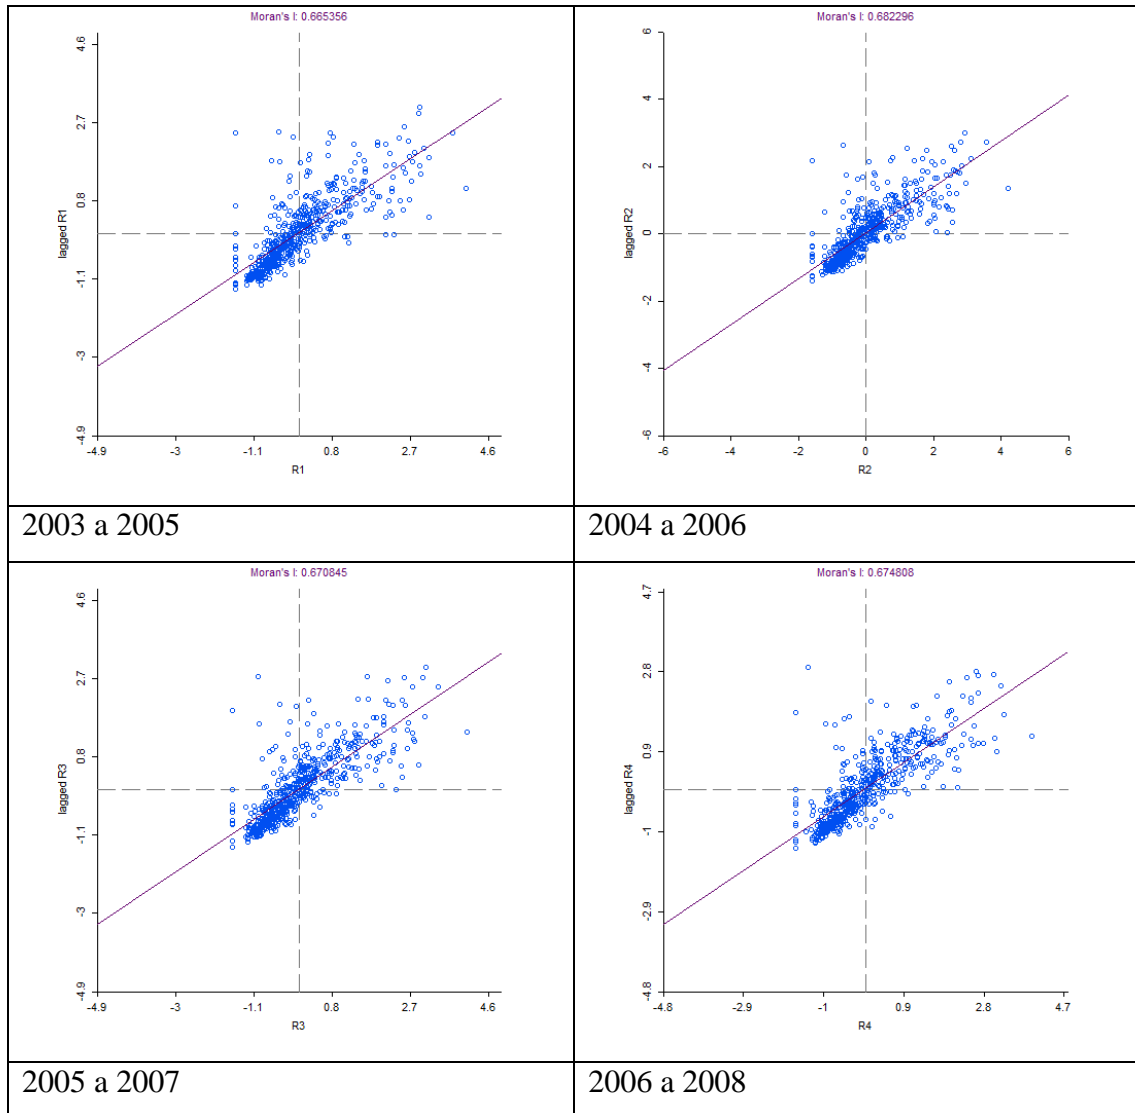 Moran's I: 0.665356
4.6
2.7
0.8
-1.1
-3
-4.9
lagged R1
-4.9 -3 -1.1 0.8 2.7 4.6
R1
Moran's I: 0.682296
6
4
2
0
-2
-4
-6
lagged R2
-6 -4 -2 0 2 4 6
R2
2003 a 2005
2004 a 2006
Moran's I: 0.670845
4.6
2.7
0.8
-1.1
-3
-4.9
lagged R3
-4.9 -3 -1.1 0.8 2.7 4.6
R3
Moran's I: 0.674808
4.7
2.8
0.9
-1
-2.9
-4.8
lagged R4
-4.8 -2.9 -1 0.9 2.8 4.7
R4
2005 a 2007
2006 a 2008